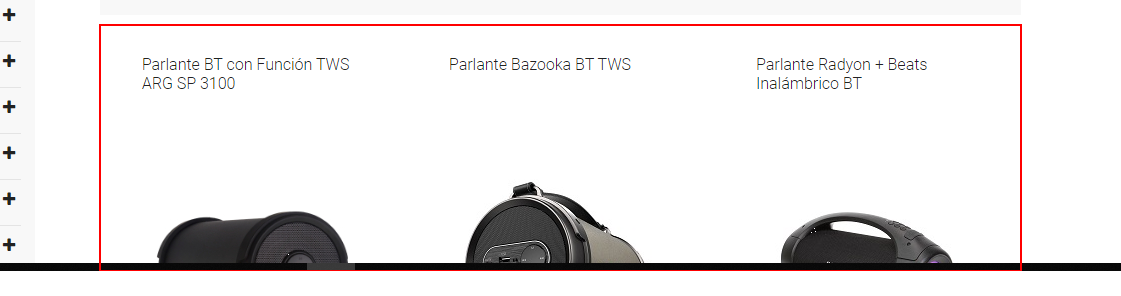 Parlante BT con Función TWS
ARG SP 3100
Parlante Bazooka BT TWS
Parlante Radyon + Beats
Inalámbrico BT